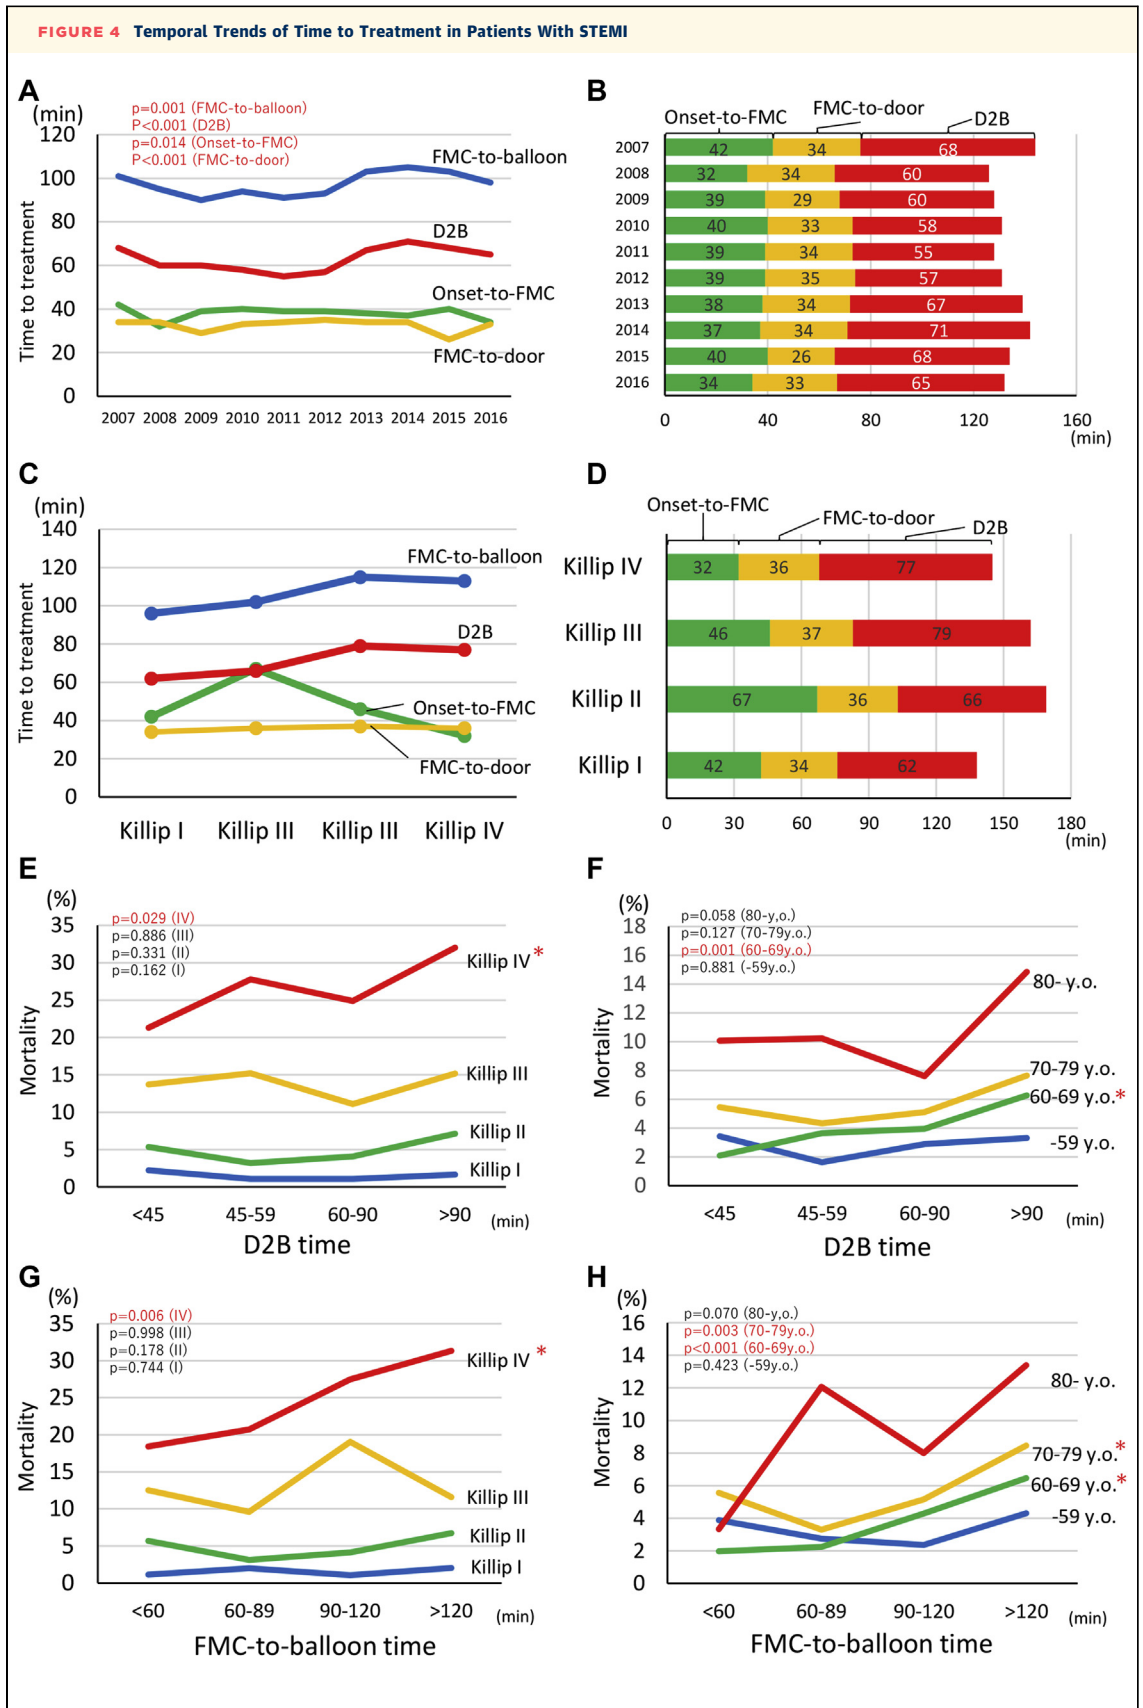 FIGURE 4 Temporal Trends of Time to Treatment in Patients With STEMI
A
(min)
p=0.001 (FMC-to-balloon)
P<0.001 (D2B)
p=0.014 (Onset-to-FMC)
P<0.001 (FMC-to-door)
Time to treatment
120
100
80
60
40
20
0
FMC-to-balloon
D2B
Onset-to-FMC
FMC-to-door
2007 2008 2009 2010 2011 2012 2013 2014 2015 2016
B
Onset-to-FMC FMC-to-door D2B
2007 42 34 68
2008 32 34 60
2009 39 29 60
2010 40 33 58
2011 39 34 55
2012 39 35 57
2013 38 34 67
2014 37 34 71
2015 40 26 68
2016 34 33 65
0 40 80 120 160
(min)
C
(min)
Time to treatment
140
120
100
80
60
40
20
0
FMC-to-balloon
D2B
Onset-to-FMC
FMC-to-door
Killip I Killip III Killip III Killip IV
D
Onset-to-FMC FMC-to-door D2B
Killip IV 32 36 77
Killip III 46 37 79
Killip II 67 36 66
Killip I 42 34 62
0 30 60 90 120 150 180
(min)
E
(%)
p=0.029 (IV)
p=0.886 (III)
p=0.331 (II)
p=0.162 (I)
Mortality
35
30
25
20
15
10
5
0
Killip IV*
Killip III
Killip II
Killip I
<45 45-59 60-90 >90 (min)
D2B time
F
(%)
p=0.058 (80-y,o.)
p=0.127 (70-79y.o.)
p=0.001 (60-69y.o.)
p=0.881 (-59y.o.)
Mortality
18
16
14
12
10
8
6
4
2
0
80- y.o.
70-79 y.o.
60-69 y.o.*
-59 y.o.
<45 45-59 60-90 >90 (min)
D2B time
G
(%)
p=0.006 (IV)
p=0.998 (III)
p=0.178 (II)
p=0.744 (I)
Mortality
35
30
25
20
15
10
5
0
Killip IV *
Killip III
Killip II
Killip I
<60 60-89 90-120 >120 (min)
FMC-to-balloon time
H
(%)
p=0.070 (80-y,o.)
p=0.003 (70-79y.o.)
p<0.001 (60-69y.o.)
p=0.423 (-59y.o.)
Mortality
16
14
12
10
8
6
4
2
0
80- y.o.
70-79 y.o.*
60-69 y.o.*
-59 y.o.
<60 60-89 90-120 >120 (min)
FMC-to-balloon time